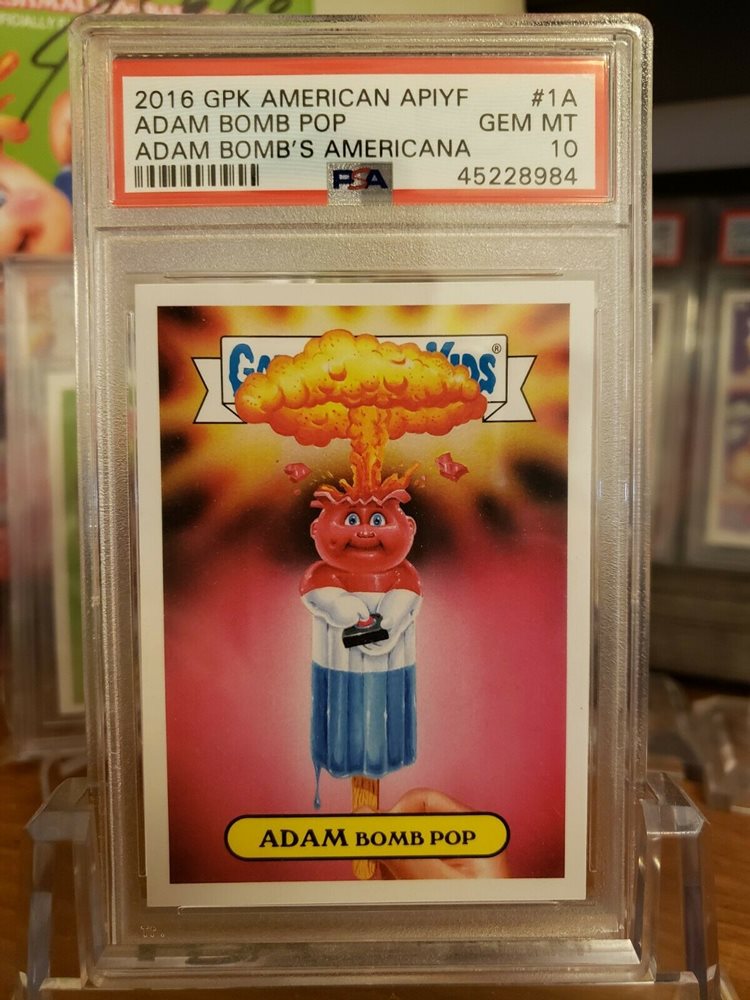 2016 GPK AMERICAN APIYF #1A
ADAM BOMB POP GEM MT
ADAM BOMB'S AMERICANA 10
PSA 45228984
®
ADAM BOMB POP